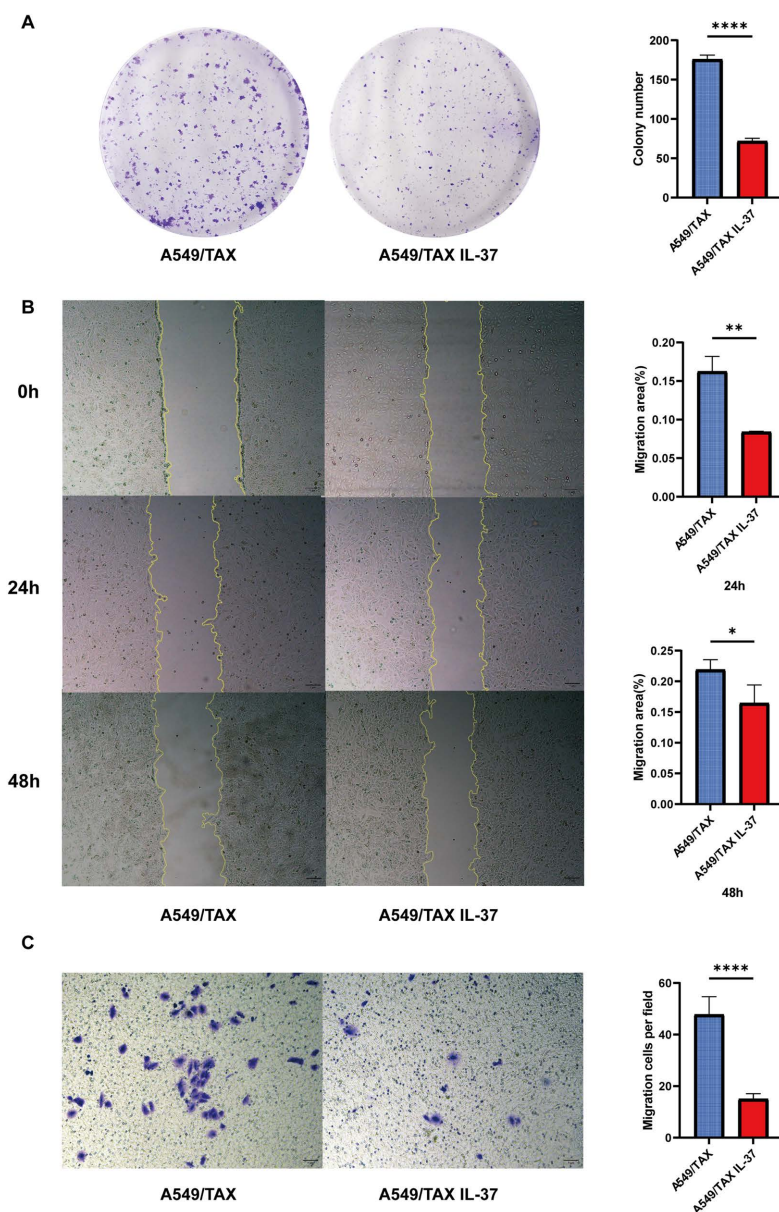 A
A549/TAX
A549/TAX IL-37
****
Colony number
200
150
100
50
0
A549/TAX
A549/TAX IL-37
B
0h
24h
48h
A549/TAX
A549/TAX IL-37
**
Migration area(%)
0.20
0.15
0.10
0.05
0.00
A549/TAX
A549/TAX IL-37
24h
*
Migration area(%)
0.25
0.20
0.15
0.10
0.05
0.00
A549/TAX
A549/TAX IL-37
48h
C
A549/TAX
A549/TAX IL-37
****
Migration cells per field
60
40
20
0
A549/TAX
A549/TAX IL-37